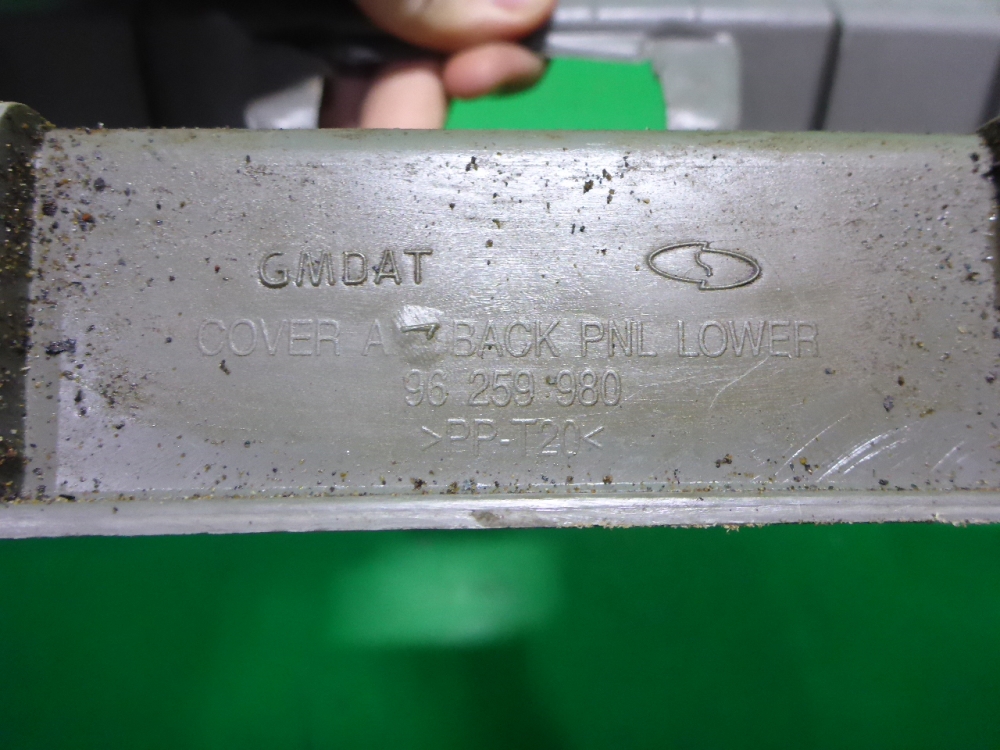 GMDAT
COVER BACK PNL LOWER
96 259 980
>PP-T20<